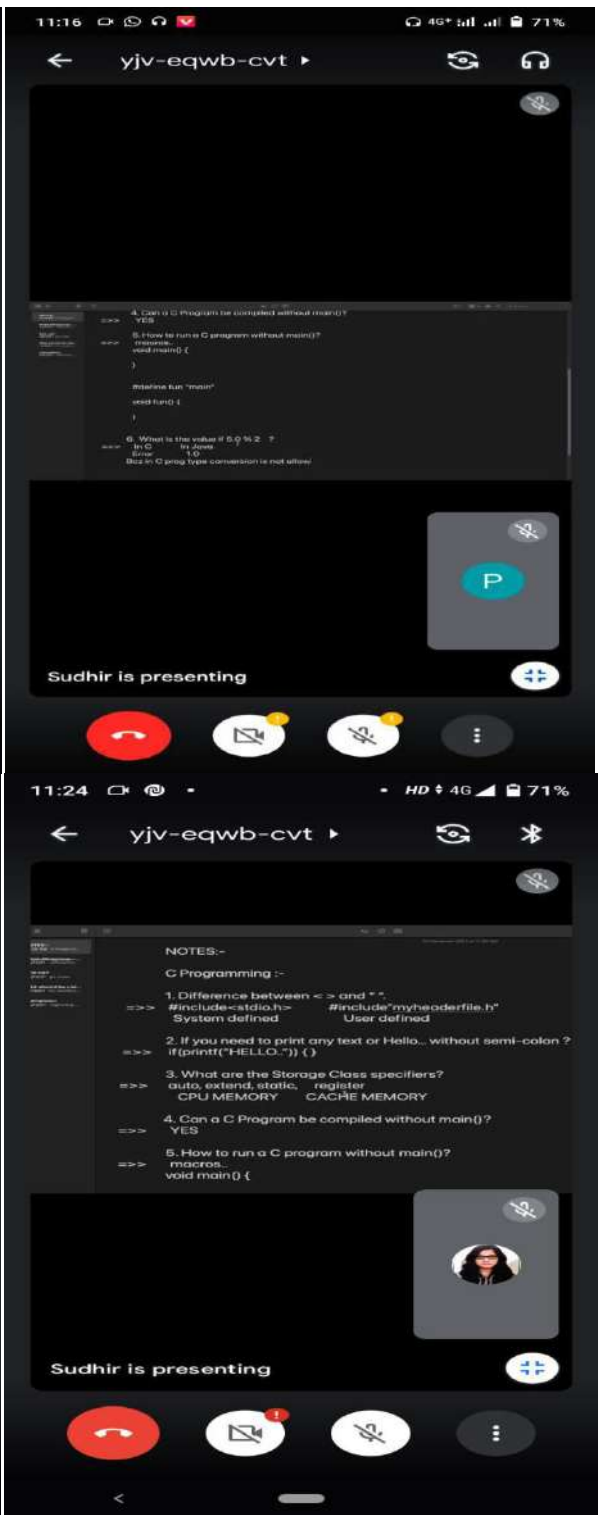 11:16
4G+
71%
yjv-eqwb-cvt
4. Can a C Program be compiled without main()?
=>> YES
5. How to run a C program without main()?
=>> macros..
void main() {
}
#define fun "main"
void fun() {
}
6. What is the value if 5.0 % 2 ?
=>> In C In Java
Error 1.0
Boz in C prog type conversion is not allow
P
Sudhir is presenting
11:24
HD 4G 71%
yjv-eqwb-cvt
NOTES:-
C Programming :-
1. Difference between < > and " ".
=>> #include<stdio.h> #include"myheaderfile.h"
System defined User defined
2. If you need to print any text or Hello... without semi-colon ?
=>> if(printf("HELLO..")) { }
3. What are the Storage Class specifiers?
=>> auto, extend, static, register
CPU MEMORY CACHE MEMORY
4. Can a C Program be compiled without main()?
=>> YES
5. How to run a C program without main()?
=>> macros..
void main() {
Sudhir is presenting